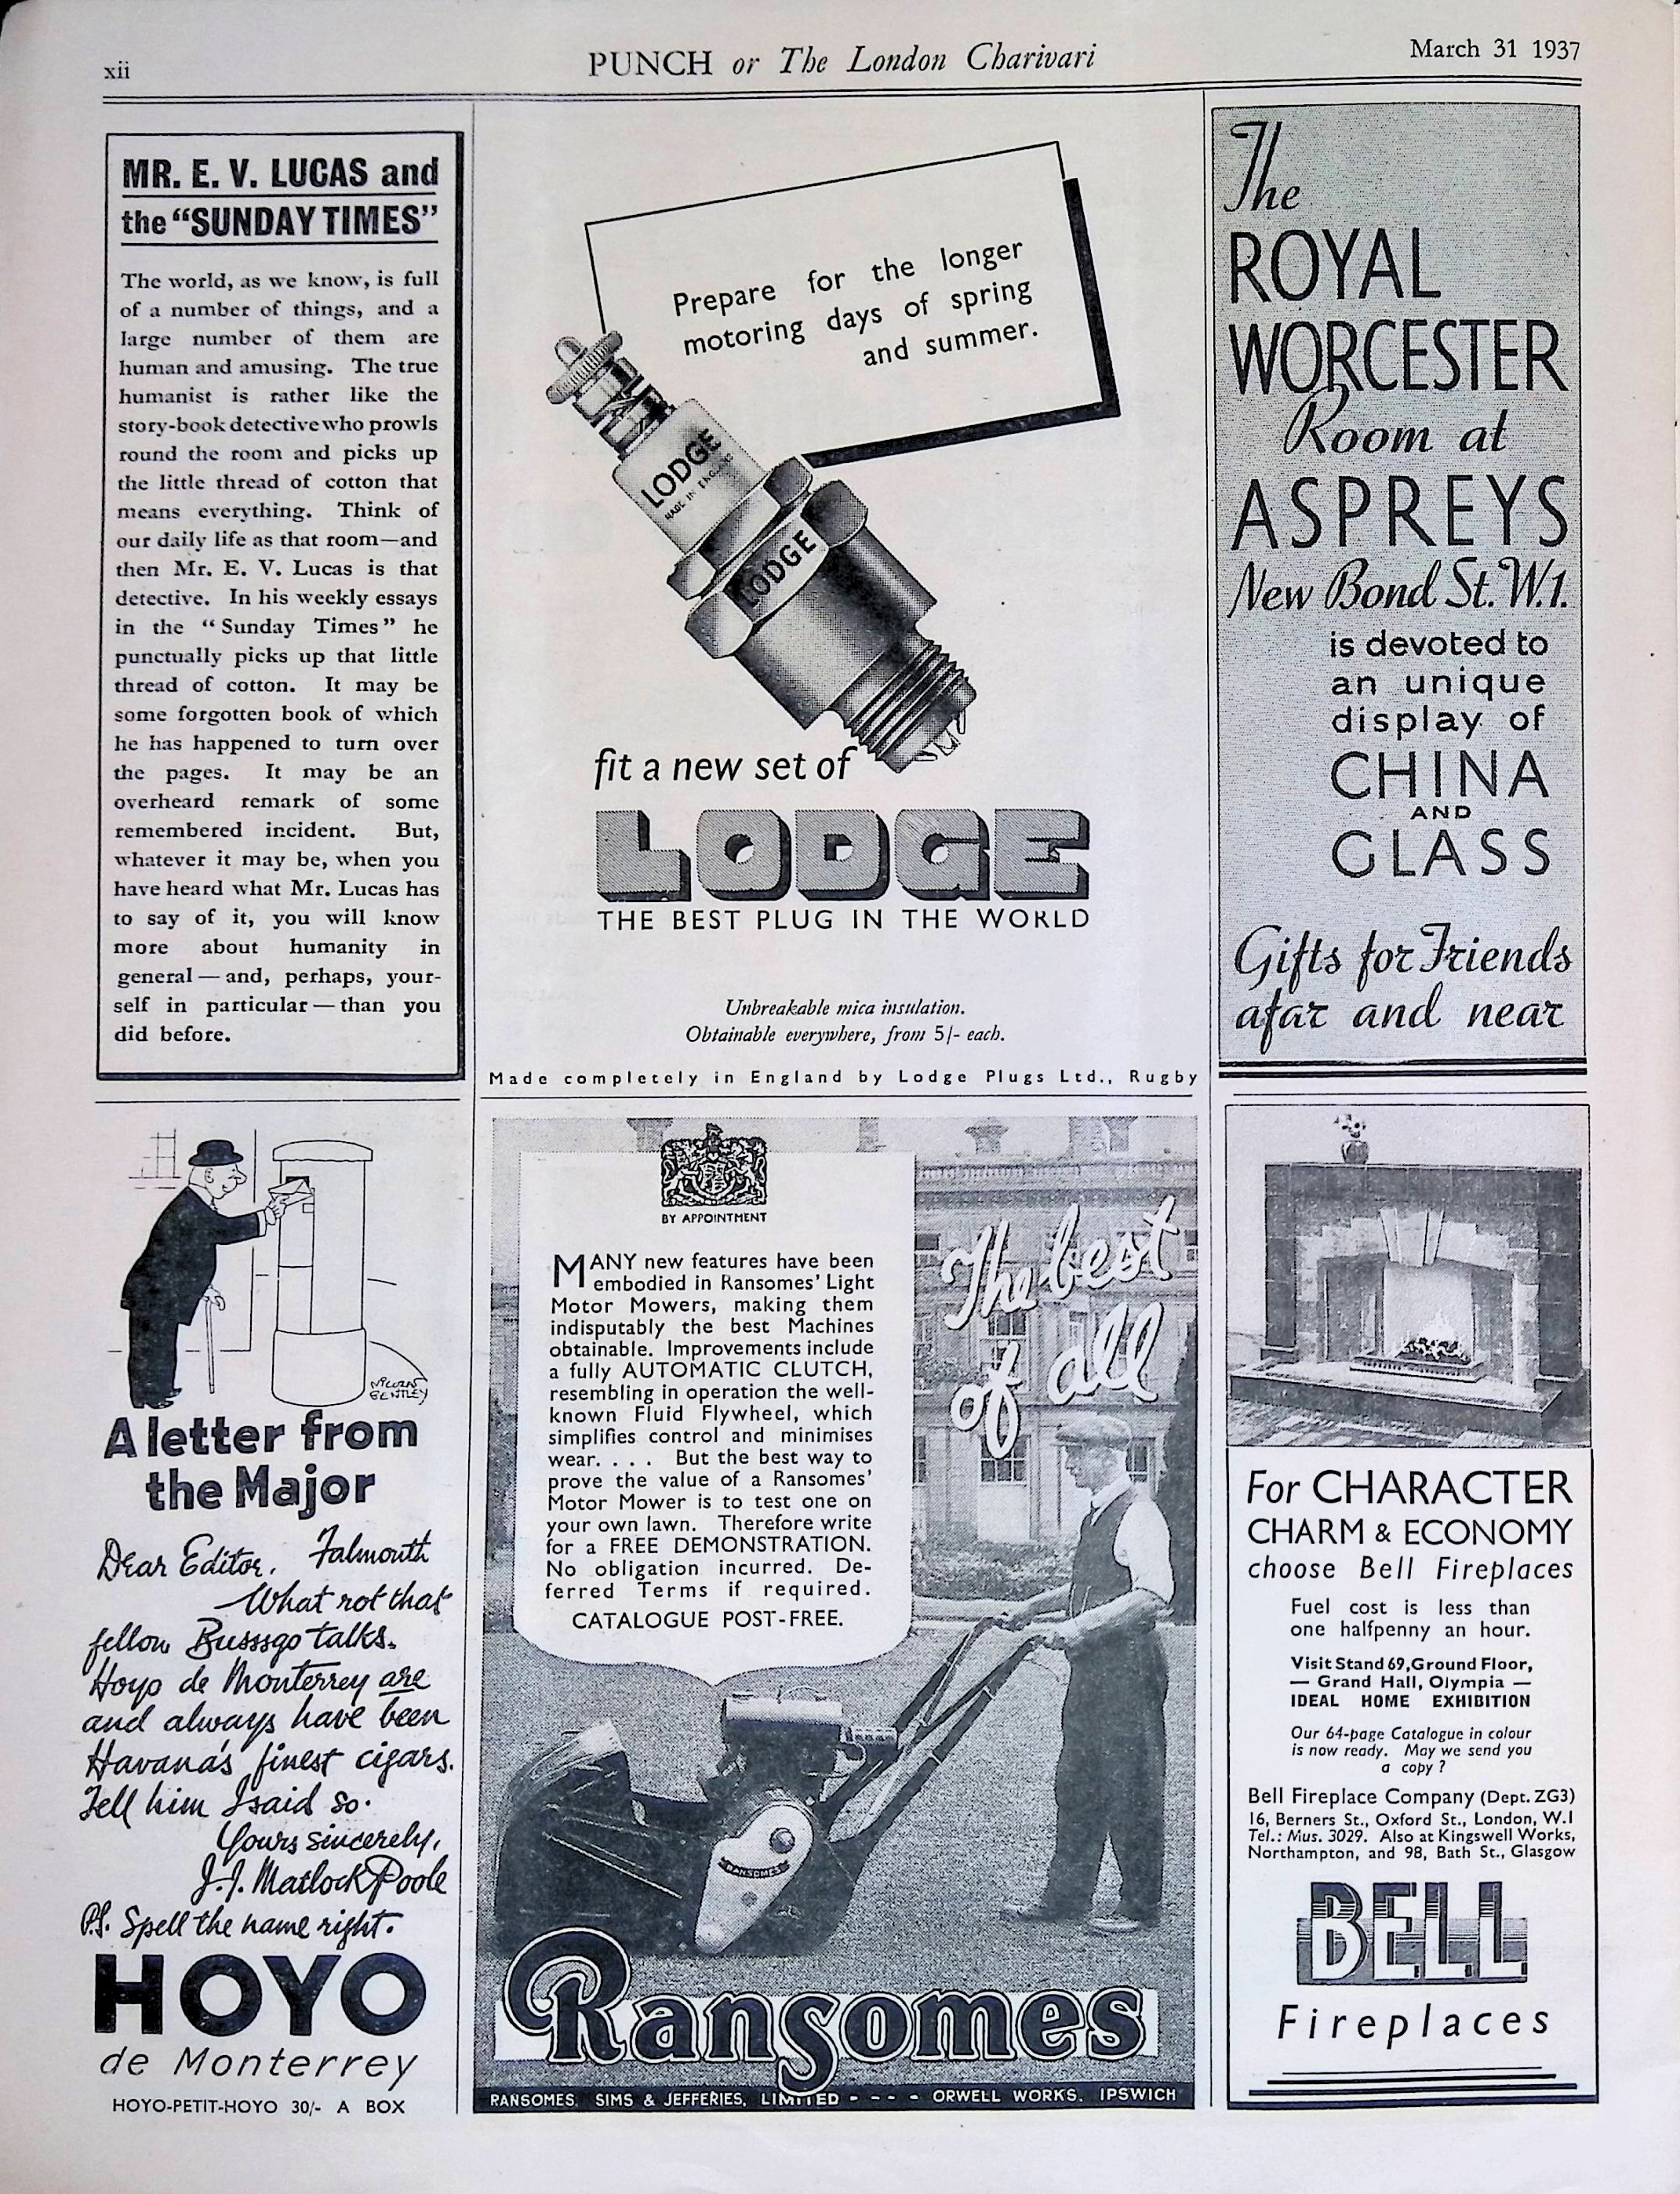 xii
PUNCH or The London Charivari
March 31 1937
MR. E. V. LUCAS and
the "SUNDAY TIMES"
The world, as we know, is full
of a number of things, and a
large number of them are
human and amusing. The true
humanist is rather like the
story-book detective who prowls
round the room and picks up
the little thread of cotton that
means everything. Think of
our daily life as that room—and
then Mr. E. V. Lucas is that
detective. In his weekly essays
in the "Sunday Times" he
punctually picks up that little
thread of cotton. It may be
some forgotten book of which
he has happened to turn over
the pages. It may be an
overheard remark of some
remembered incident. But,
whatever it may be, when you
have heard what Mr. Lucas has
to say of it, you will know
more about humanity in
general — and, perhaps, your-
self in particular — than you
did before.
Prepare for the longer
motoring days of spring
and summer.
LODGE
MADE IN ENGLAND
LODGE
fit a new set of
LODGE
THE BEST PLUG IN THE WORLD
Unbreakable mica insulation.
Obtainable everywhere, from 5/- each.
Made completely in England by Lodge Plugs Ltd., Rugby
The
ROYAL
WORCESTER
Room at
ASPREYS
New Bond St. W.1.
is devoted to
an unique
display of
CHINA
AND
GLASS
Gifts for Friends
afar and near
NICOLAS
BENTLEY
A letter from
the Major
Dear Editor, Falmouth
What rot that
fellow Busssgo talks.
Hoyo de Monterrey are
and always have been
Havana's finest cigars.
Tell him I said so.
Yours sincerely,
J.J. Matlock Poole
P.S. Spell the name right.
HOYO
de Monterrey
HOYO-PETIT-HOYO 30/- A BOX
BY APPOINTMENT
MANY new features have been
embodied in Ransomes' Light
Motor Mowers, making them
indisputably the best Machines
obtainable. Improvements include
a fully AUTOMATIC CLUTCH,
resembling in operation the well-
known Fluid Flywheel, which
simplifies control and minimises
wear. . . . But the best way to
prove the value of a Ransomes'
Motor Mower is to test one on
your own lawn. Therefore write
for a FREE DEMONSTRATION.
No obligation incurred. De-
ferred Terms if required.
CATALOGUE POST-FREE.
The best
of all
RANSOMES
Ransomes
RANSOMES, SIMS & JEFFERIES, LIMITED - - - - ORWELL WORKS, IPSWICH
For CHARACTER
CHARM & ECONOMY
choose Bell Fireplaces
Fuel cost is less than
one halfpenny an hour.
Visit Stand 69, Ground Floor,
— Grand Hall, Olympia —
IDEAL HOME EXHIBITION
Our 64-page Catalogue in colour
is now ready. May we send you
a copy ?
Bell Fireplace Company (Dept. ZG3)
16, Berners St., Oxford St., London, W.I
Tel.: Mus. 3029. Also at Kingswell Works,
Northampton, and 98, Bath St., Glasgow
BELL
Fireplaces